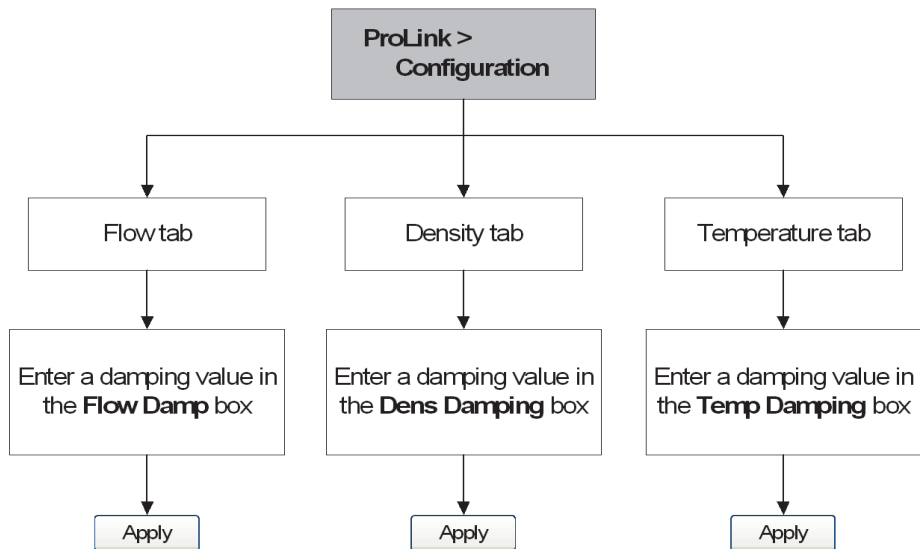 ProLink >
Configuration
Flow tab
Density tab
Temperature tab
Enter a damping value in
the Flow Damp box
Enter a damping value in
the Dens Damping box
Enter a damping value in
the Temp Damping box
Apply
Apply
Apply